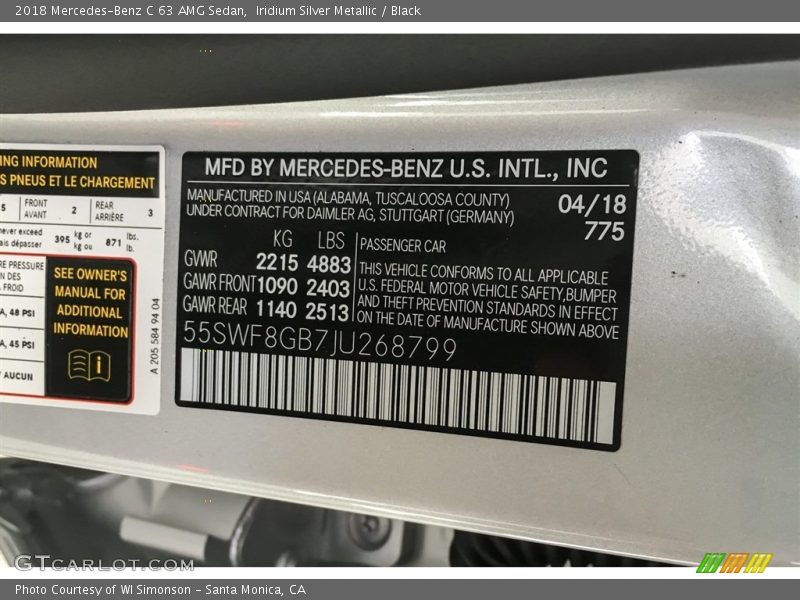 2018 Mercedes-Benz C 63 AMG Sedan,  Iridium Silver Metallic / Black
ING INFORMATION
S PNEUS ET LE CHARGEMENT
5 FRONT AVANT 2 REAR ARRIÈRE 3
never exceed
ais dépasser 395 kg or kg ou 871 lbs. lb.
RE PRESSURE
N DES
À FROID
A, 48 PSI
A, 45 PSI
/ AUCUN
SEE OWNER'S
MANUAL FOR
ADDITIONAL
INFORMATION
A 205 584 94 04
MFD BY MERCEDES-BENZ U.S. INTL., INC
MANUFACTURED IN USA (ALABAMA, TUSCALOOSA COUNTY)
UNDER CONTRACT FOR DAIMLER AG, STUTTGART (GERMANY)
04/18
775
KG LBS
GVWR 2215 4883
GAWR FRONT 1090 2403
GAWR REAR 1140 2513
PASSENGER CAR
THIS VEHICLE CONFORMS TO ALL APPLICABLE
U.S. FEDERAL MOTOR VEHICLE SAFETY,BUMPER
AND THEFT PREVENTION STANDARDS IN EFFECT
ON THE DATE OF MANUFACTURE SHOWN ABOVE
55SWF8GB7JU268799
GTCARLOT.COM
Photo Courtesy of WI Simonson - Santa Monica, CA